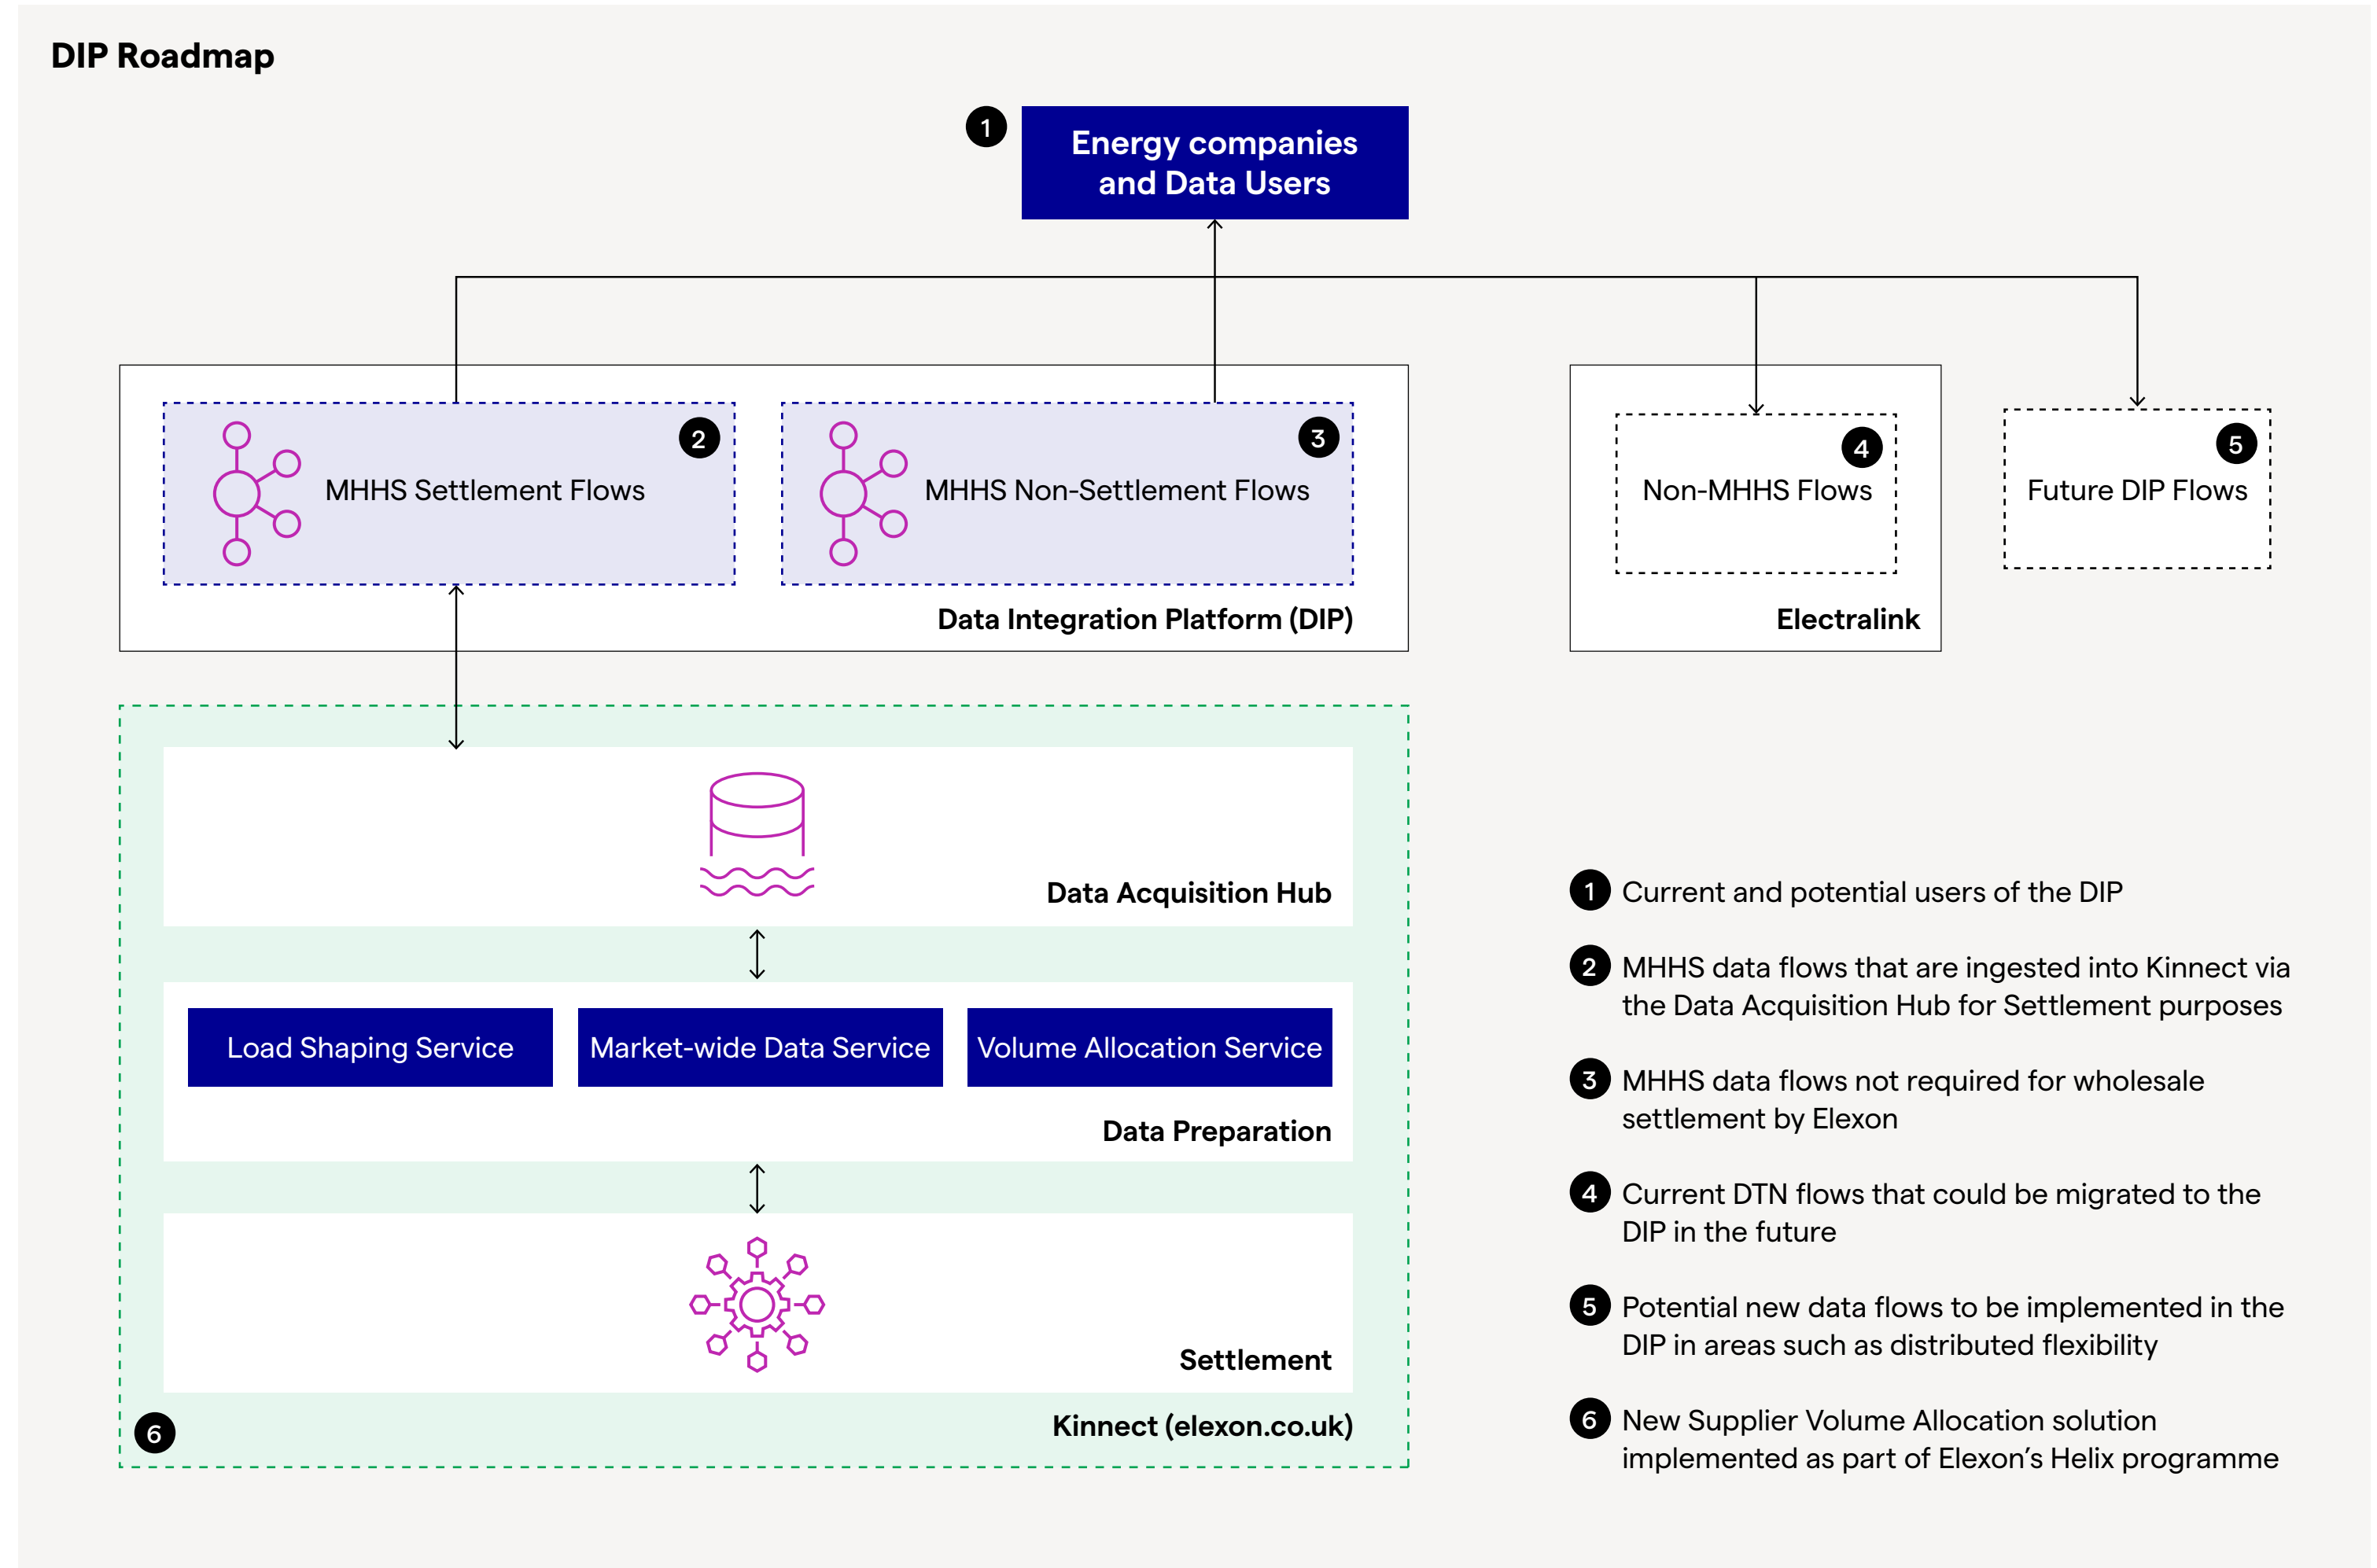 DIP Roadmap
1
Energy companies
and Data Users
2
MHHS Settlement Flows
3
MHHS Non-Settlement Flows
Data Integration Platform (DIP)
4
Non-MHHS Flows
Electralink
5
Future DIP Flows
Data Acquisition Hub
Load Shaping Service
Market-wide Data Service
Volume Allocation Service
Data Preparation
Settlement
6
Kinnect (elexon.co.uk)
1 Current and potential users of the DIP
2 MHHS data flows that are ingested into Kinnect via
the Data Acquisition Hub for Settlement purposes
3 MHHS data flows not required for wholesale
settlement by Elexon
4 Current DTN flows that could be migrated to the
DIP in the future
5 Potential new data flows to be implemented in the
DIP in areas such as distributed flexibility
6 New Supplier Volume Allocation solution
implemented as part of Elexon’s Helix programme